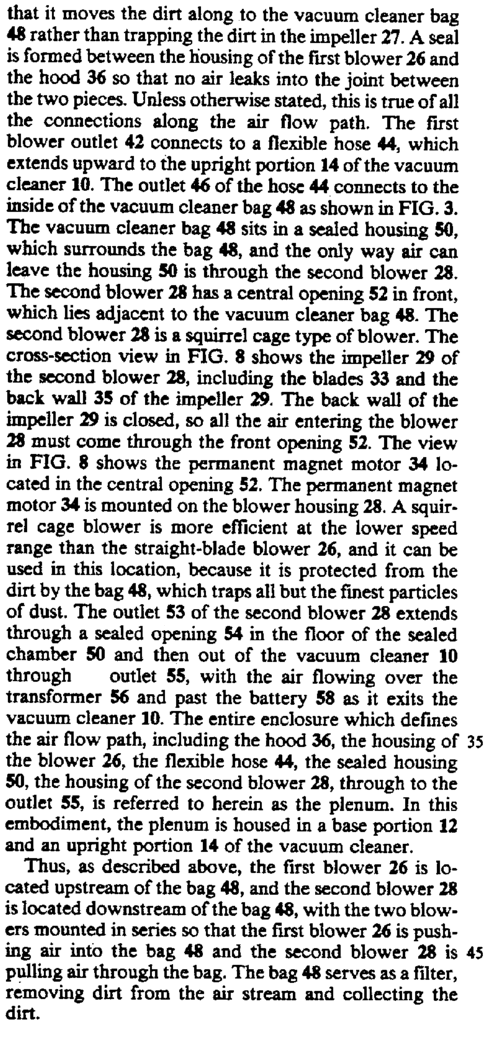 that it moves the dirt along to the vacuum cleaner bag
48 rather than trapping the dirt in the impeller 27. A seal
is formed between the housing of the first blower 26 and
the hood 36 so that no air leaks into the joint between
the two pieces. Unless otherwise stated, this is true of all
the connections along the air flow path. The first
blower outlet 42 connects to a flexible hose 44, which
extends upward to the upright portion 14 of the vacuum
cleaner 10. The outlet 46 of the hose 44 connects to the
inside of the vacuum cleaner bag 48 as shown in FIG. 3.
The vacuum cleaner bag 48 sits in a sealed housing 50,
which surrounds the bag 48, and the only way air can
leave the housing 50 is through the second blower 28.
The second blower 28 has a central opening 52 in front,
which lies adjacent to the vacuum cleaner bag 48. The
second blower 28 is a squirrel cage type of blower. The
cross-section view in FIG. 8 shows the impeller 29 of
the second blower 28, including the blades 33 and the
back wall 35 of the impeller 29. The back wall of the
impeller 29 is closed, so all the air entering the blower
28 must come through the front opening 52. The view
in FIG. 8 shows the permanent magnet motor 34 lo-
cated in the central opening 52. The permanent magnet
motor 34 is mounted on the blower housing 28. A squir-
rel cage blower is more efficient at the lower speed
range than the straight-blade blower 26, and it can be
used in this location, because it is protected from the
dirt by the bag 48, which traps all but the finest particles
of dust. The outlet 53 of the second blower 28 extends
through a sealed opening 54 in the floor of the sealed
chamber 50 and then out of the vacuum cleaner 10
through outlet 55, with the air flowing over the
transformer 56 and past the battery 58 as it exits the
vacuum cleaner 10. The entire enclosure which defines
the air flow path, including the hood 36, the housing of 35
the blower 26, the flexible hose 44, the sealed housing
50, the housing of the second blower 28, through to the
outlet 55, is referred to herein as the plenum. In this
embodiment, the plenum is housed in a base portion 12
and an upright portion 14 of the vacuum cleaner.
Thus, as described above, the first blower 26 is lo-
cated upstream of the bag 48, and the second blower 28
is located downstream of the bag 48, with the two blow-
ers mounted in series so that the first blower 26 is push-
ing air into the bag 48 and the second blower 28 is 45
pulling air through the bag. The bag 48 serves as a filter,
removing dirt from the air stream and collecting the
dirt.